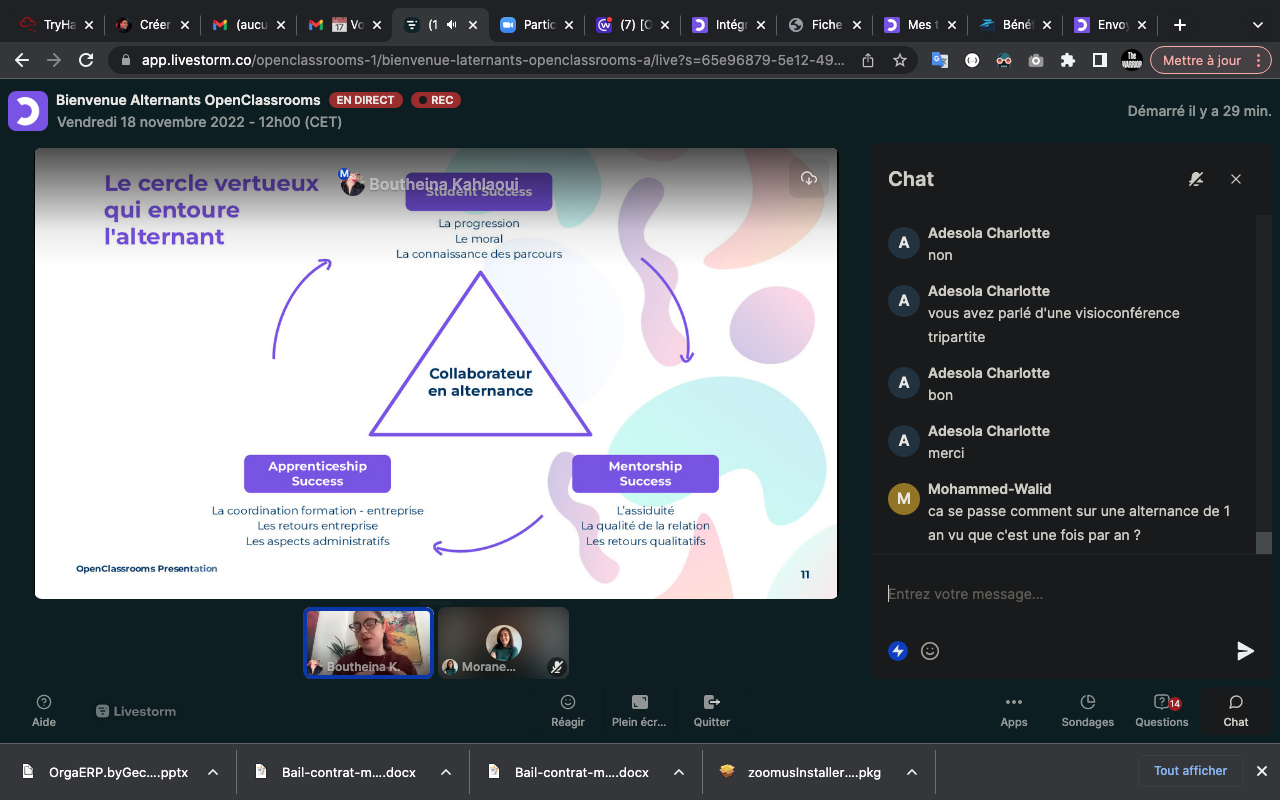 TryHa
Créer
(aucu
Vo
(1
Partic
(7) [O
Intégr
Fiche
Mes t
Bénéf
Envoy
app.livestorm.co/openclassrooms-1/bienvenue-laternants-openclassrooms-a/live?s=65e96879-5e12-49...
Mettre à jour
Bienvenue Alternants OpenClassrooms EN DIRECT REC
Vendredi 18 novembre 2022 - 12h00 (CET)
Démarré il y a 29 min.
Le cercle vertueux
qui entoure
l'alternant
M
Boutheina Kahlaoui
Student Success
La progression
Le moral
La connaissance des parcours
Collaborateur
en alternance
Apprenticeship
Success
La coordination formation - entreprise
Les retours entreprise
Les aspects administratifs
Mentorship
Success
L'assiduité
La qualité de la relation
Les retours qualitatifs
OpenClassrooms Presentation
11
Boutheina K.
Morane...
Chat
A
Adesola Charlotte
non
A
Adesola Charlotte
vous avez parlé d'une visioconférence
tripartite
A
Adesola Charlotte
bon
A
Adesola Charlotte
merci
M
Mohammed-Walid
ca se passe comment sur une alternance de 1
an vu que c'est une fois par an ?
Entrez votre message...
Aide
Livestorm
Réagir
Plein écr...
Quitter
Apps
Sondages
14
Questions
Chat
OrgaERP.byGec....pptx
Bail-contrat-m....docx
Bail-contrat-m....docx
zoomusInstaller....pkg
Tout afficher